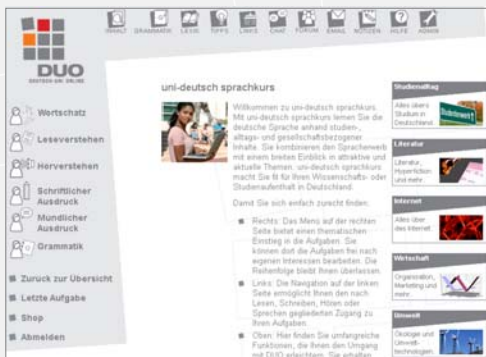 INHALT GRAMMATIK LEXIK TIPPS LINKS CHAT FORUM EMAIL NOTIZEN HILFE ADMIN
DUO
DEUTSCH-UNI ONLINE
Wortschatz
Leseverstehen
Hörverstehen
Schriftlicher
Ausdruck
Mündlicher
Ausdruck
Grammatik
Zurück zur Übersicht
Letzte Aufgabe
Shop
Abmelden
uni-deutsch sprachkurs
Willkommen zu uni-deutsch sprachkurs.
Mit uni-deutsch sprachkurs lernen Sie die
deutsche Sprache anhand studien-,
alltags- und gesellschaftsbezogener
Inhalte. Sie kombinieren den Spracherwerb
mit einem breiten Einblick in attraktive und
aktuelle Themen. uni-deutsch sprachkurs
macht Sie fit für Ihren Wissenschafts- oder
Studienaufenthalt in Deutschland.
Damit Sie sich einfach zurecht finden:
Rechts: Das Menü auf der rechten
Seite bietet einen thematischen
Einstieg in die Aufgaben. Sie
können dort die Aufgaben frei nach
eigenen Interessen bearbeiten. Die
Reihenfolge bleibt Ihnen überlassen.
Links: Die Navigation auf der linken
Seite ermöglicht Ihnen den nach
Lesen, Schreiben, Hören oder
Sprechen gegliederten Zugang zu
Ihren Aufgaben.
Oben: Hier finden Sie umfangreiche
Funktionen, die Ihnen den Umgang
mit DUO erleichtern. Sie erhalten
Studienalltag
Alles übers
Studium in
Deutschland.
Literatur
Literatur,
Hyperfiction
und mehr.
Internet
Alles über
das Internet.
Wirtschaft
Organization,
Marketing und
mehr.
Umwelt
Ökologie und
Umwelt-
technologien.